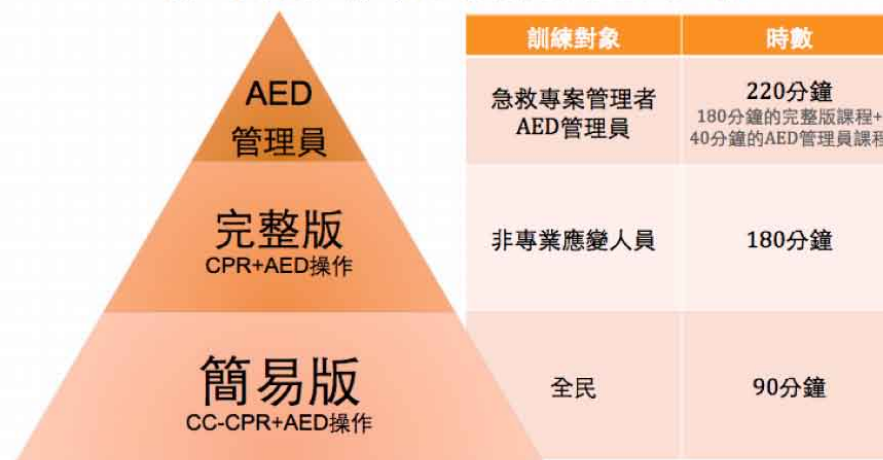 訓練對象 時數
AED
管理員
急救專案管理者
AED管理員
220分鐘
180分鐘的完整版課程+
40分鐘的AED管理員課程
完整版
CPR+AED操作
非專業應變人員
180分鐘
簡易版
CC-CPR+AED操作
全民
90分鐘